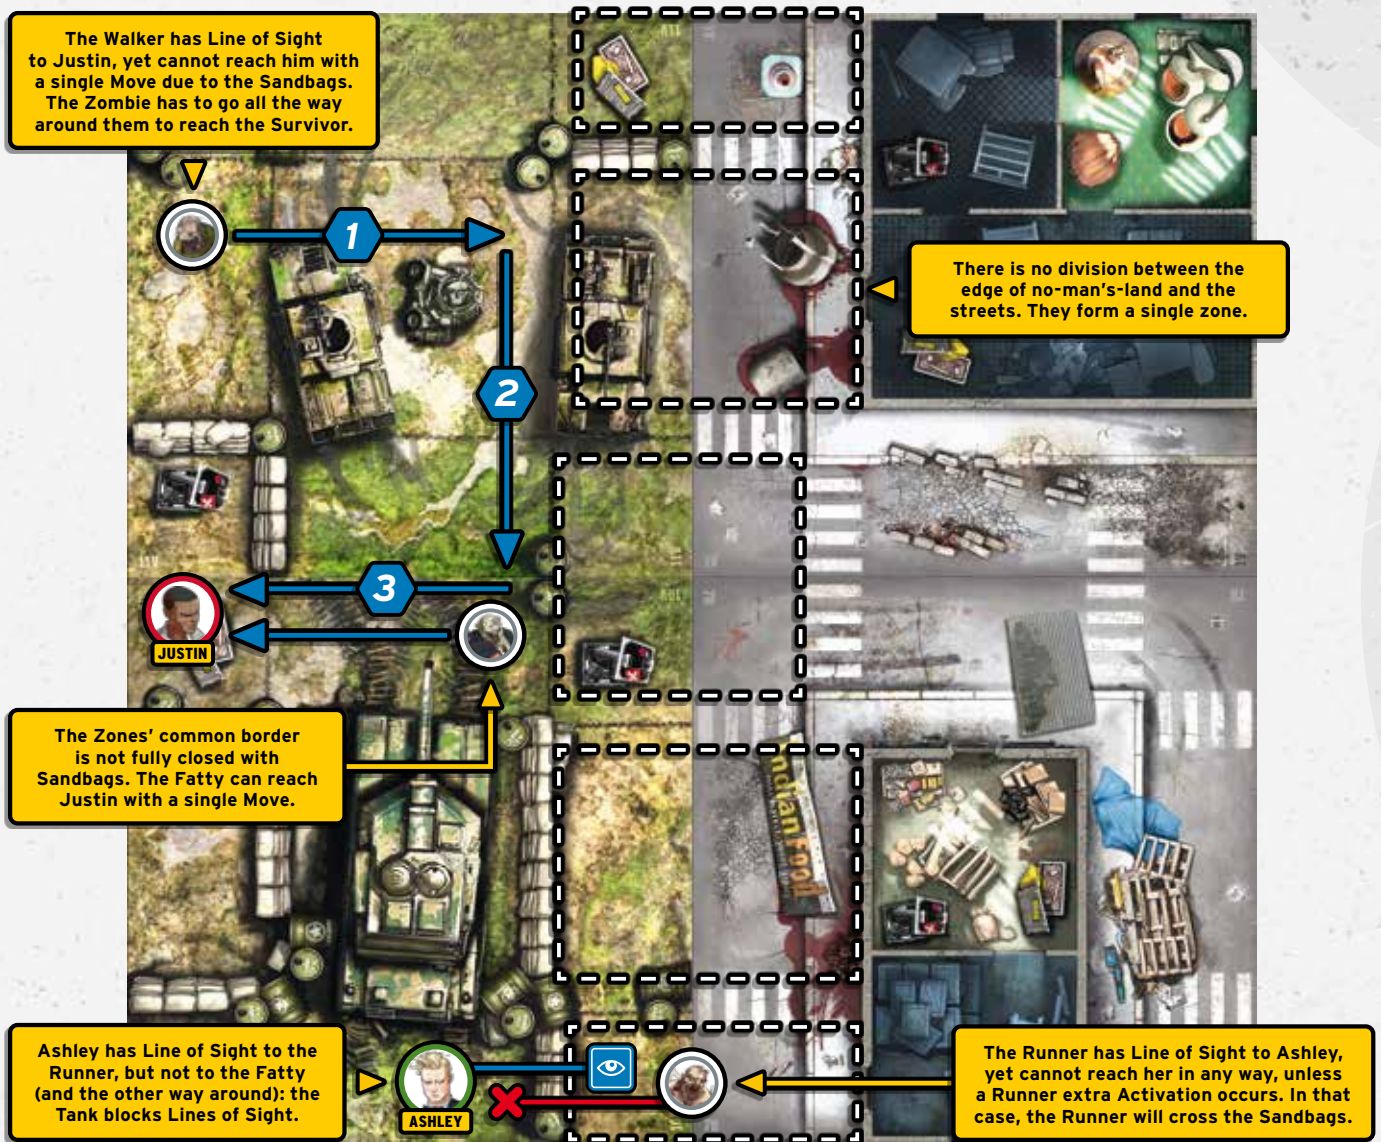 The Walker has Line of Sight
to Justin, yet cannot reach him with
a single Move due to the Sandbags.
The Zombie has to go all the way
around them to reach the Survivor.
1
There is no division between the
edge of no-man's-land and the
streets. They form a single zone.
2
3
JUSTIN
The Zones' common border
is not fully closed with
Sandbags. The Fatty can reach
Justin with a single Move.
Indian Food
Ashley has Line of Sight to the
Runner, but not to the Fatty
(and the other way around): the
Tank blocks Lines of Sight.
ASHLEY
The Runner has Line of Sight to Ashley,
yet cannot reach her in any way, unless
a Runner extra Activation occurs. In that
case, the Runner will cross the Sandbags.